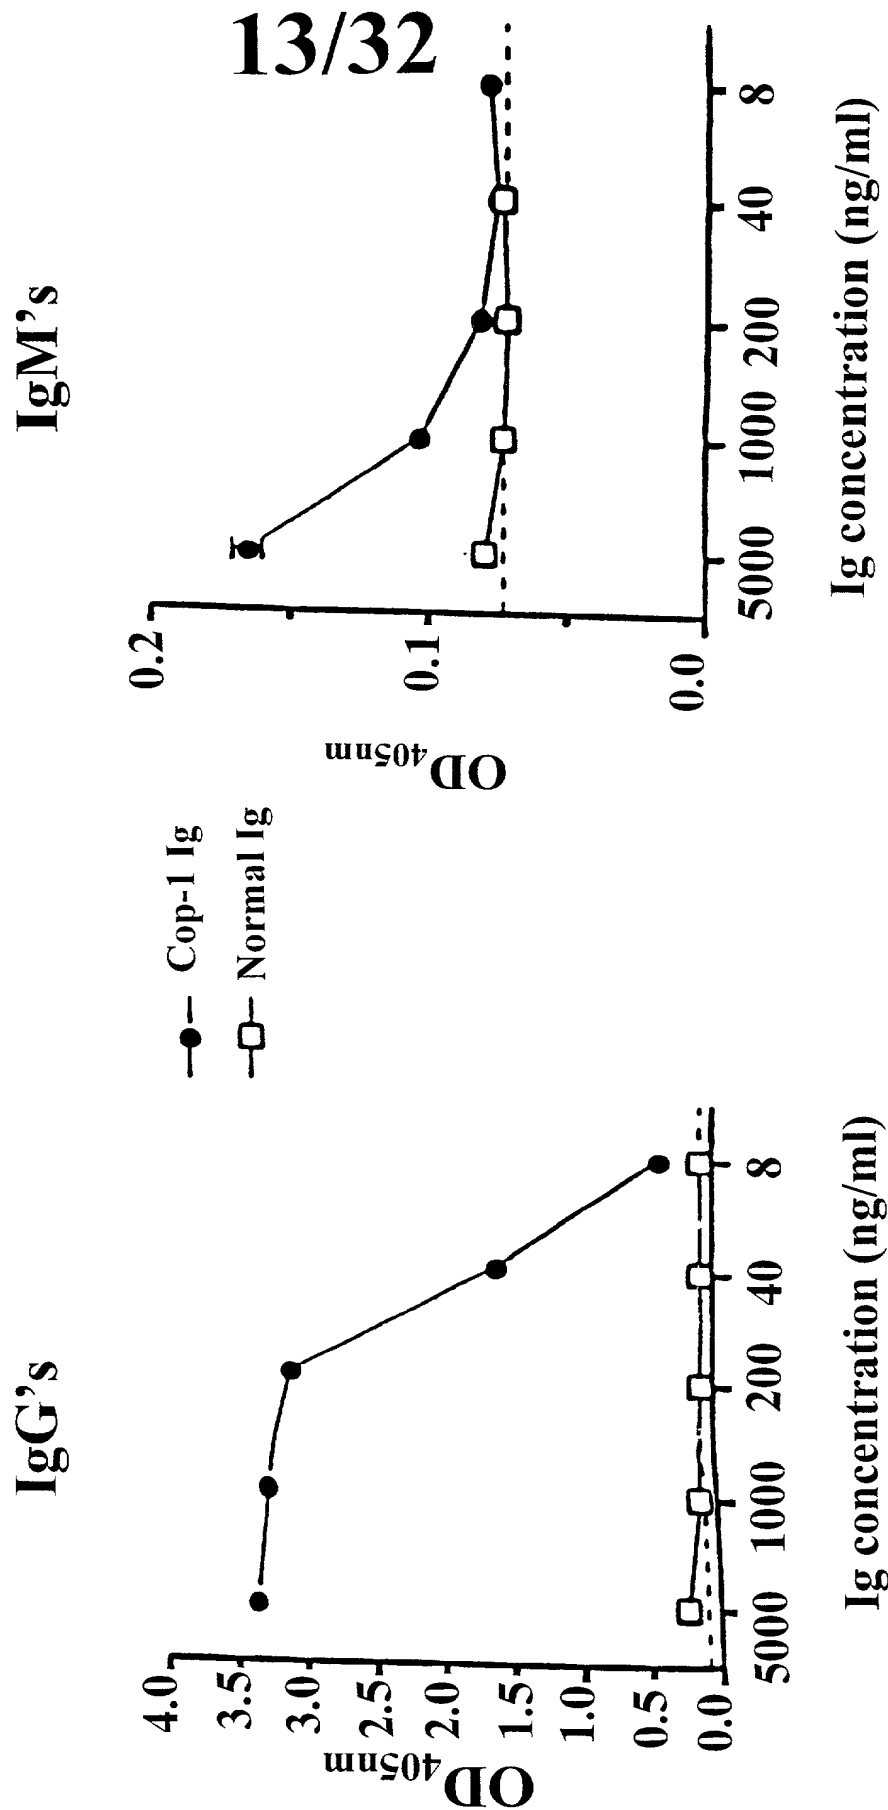 13/32
IgG's
OD405nm
4.0
3.5
3.0
2.5
2.0
1.5
1.0
0.5
0.0
5000 1000 200 40 8
Ig concentration (ng/ml)
Cop-1 Ig
Normal Ig
IgM's
OD405nm
0.2
0.1
0.0
5000 1000 200 40 8
Ig concentration (ng/ml)